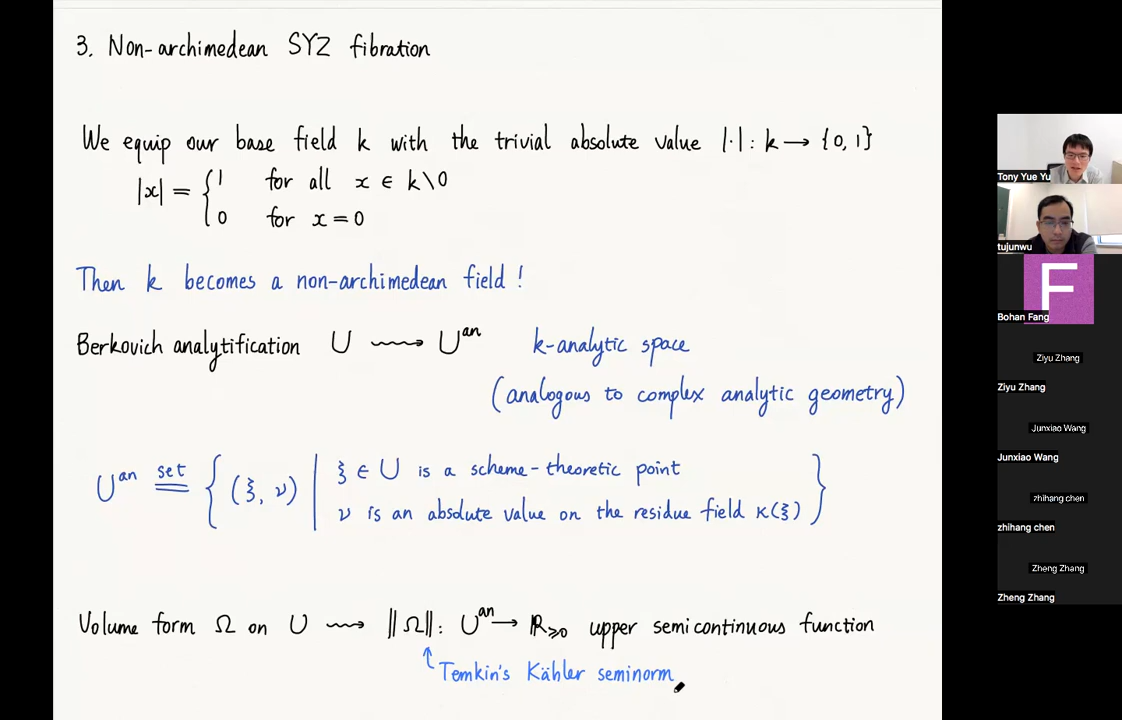 3. Non-archimedean SYZ fibration
We equip our base field k with the trivial absolute value |·| : k → {0, 1}
|x| = { 1 for all x ∈ k\0
0 for x = 0
Then k becomes a non-archimedean field !
Berkovich analytification U ⟿ U^an k-analytic space
(analogous to complex analytic geometry)
U^an set= { (ξ, ν) | ξ ∈ U is a scheme-theoretic point
ν is an absolute value on the residue field κ(ξ) }
Volume form Ω on U ⟿ ‖Ω‖ : U^an → ℝ⩾0 upper semicontinuous function
↑ Temkin's Kähler seminorm
Tony Yue Yu
tujunwu
F
Bohan Fang
Ziyu Zhang
Ziyu Zhang
Junxiao Wang
Junxiao Wang
zhihang chen
zhihang chen
Zheng Zhang
Zheng Zhang